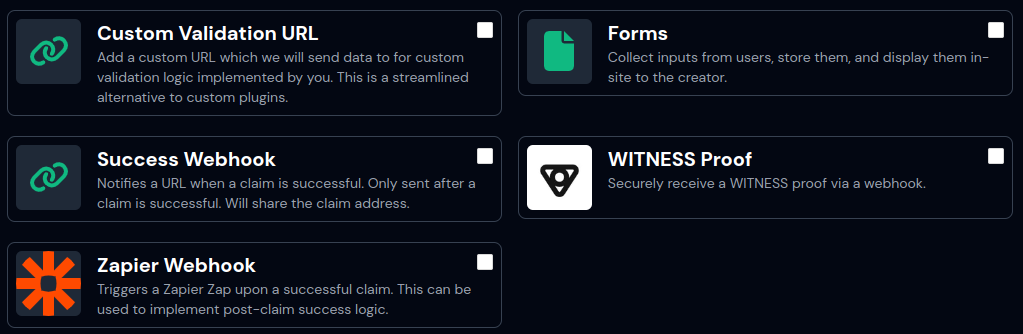 Custom Validation URL
Add a custom URL which we will send data to for custom
validation logic implemented by you. This is a streamlined
alternative to custom plugins.
Forms
Collect inputs from users, store them, and display them in-
site to the creator.
Success Webhook
Notifies a URL when a claim is successful. Only sent after a
claim is successful. Will share the claim address.
WITNESS Proof
Securely receive a WITNESS proof via a webhook.
Zapier Webhook
Triggers a Zapier Zap upon a successful claim. This can be
used to implement post-claim success logic.